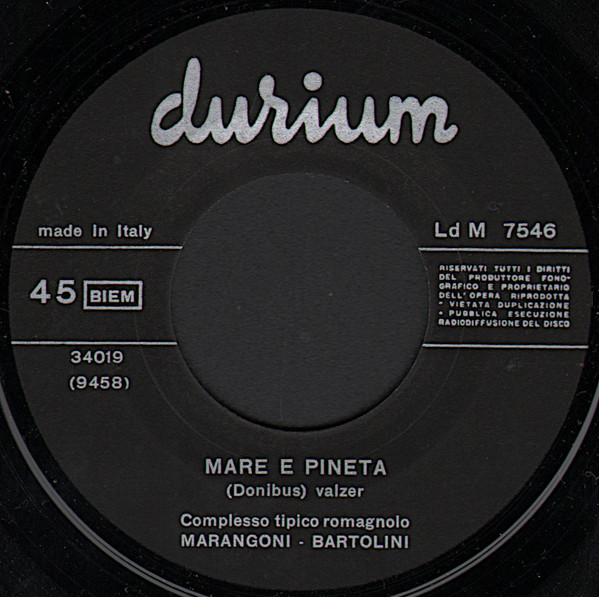 durium
made in Italy
Ld M 7546
45 BIEM
RISERVATI TUTTI I DIRITTI
DEL PRODUTTORE FONO-
GRAFICO E PROPRIETARIO
DELL'OPERA RIPRODOTTA
- VIETATA DUPLICAZIONE
- PUBBLICA ESECUZIONE
RADIODIFFUSIONE DEL DISCO
34019
(9458)
MARE E PINETA
(Donibus) valzer
Complesso tipico romagnolo
MARANGONI - BARTOLINI